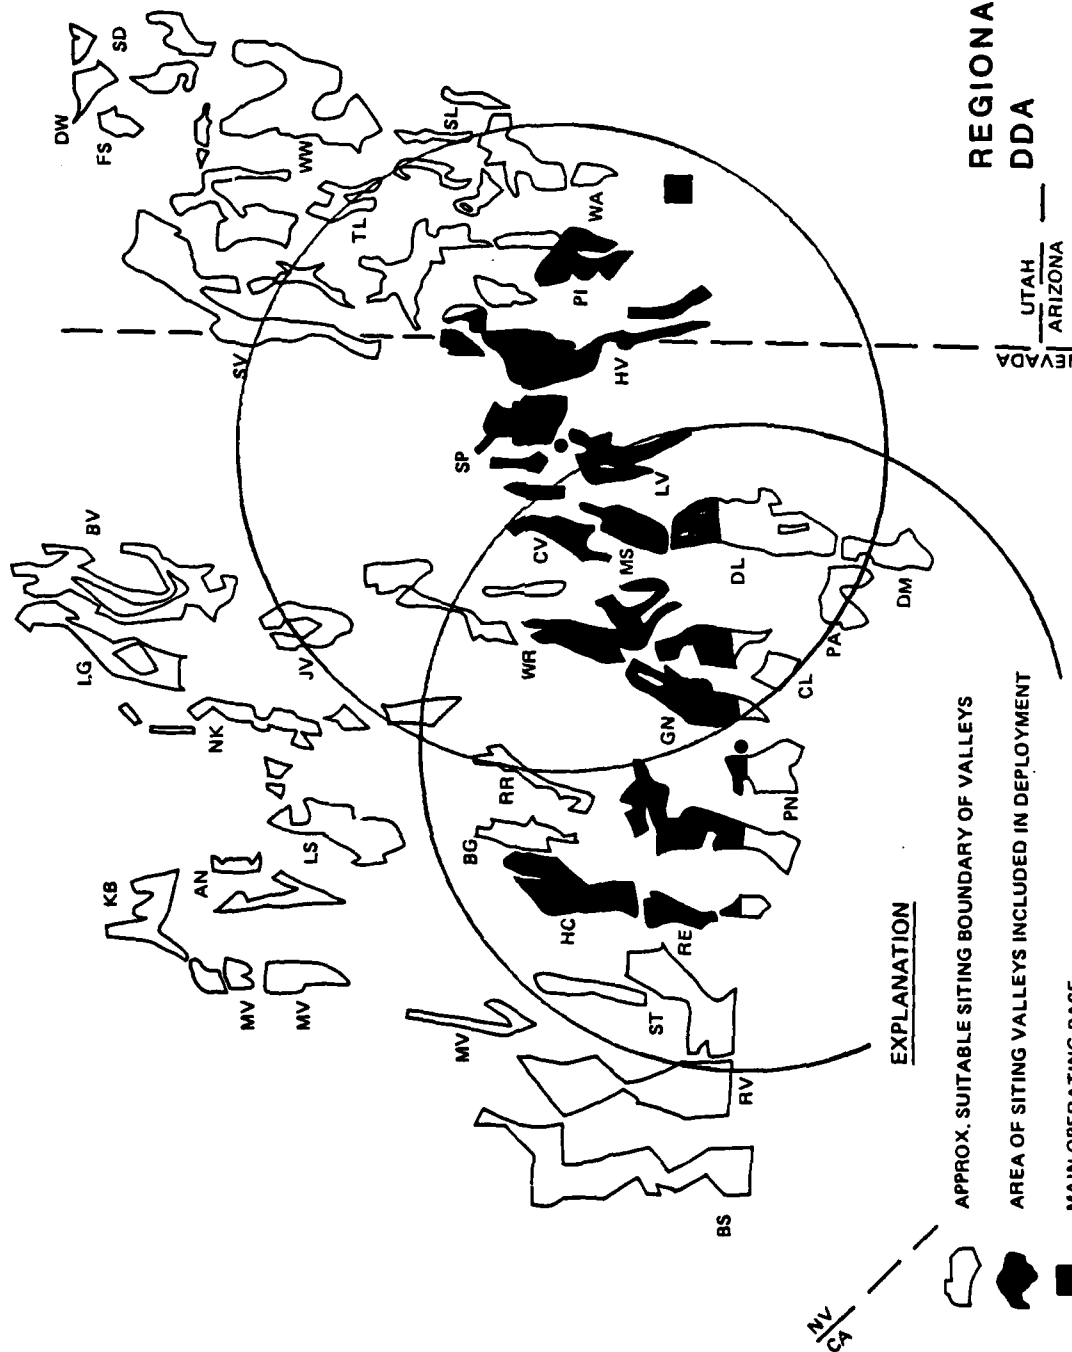 DW
SD
FS
BV
LG
KB
AN
NK
MV
SV
WW
JV
LS
MV
TL
SL
MV
SP
BG
RR
WR
CV
HC
PI
WA
HV
MS
ST
LV
GN
RE
BS
DL
RV
PN
CL
PA
DM
NV
CA
EXPLANATION
APPROX. SUITABLE SITING BOUNDARY OF VALLEYS
AREA OF SITING VALLEYS INCLUDED IN DEPLOYMENT
MAIN OPERATING BASE
EVADA
UTAH
ARIZONA
REGIONA
DDA